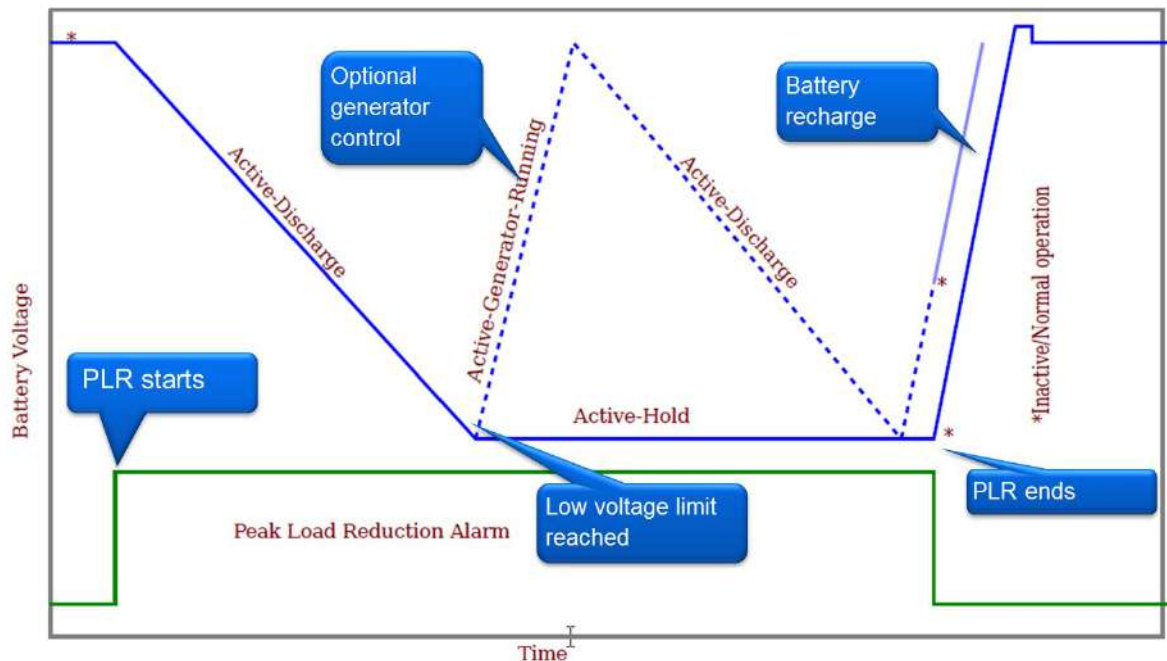 *
Optional
generator
control
Battery
recharge
Active-Discharge
Active-Generator-Running
Active-Discharge
*
*Inactive/Normal operation
Battery Voltage
PLR starts
Active-Hold
*
PLR ends
Low voltage limit
reached
Peak Load Reduction Alarm
Time